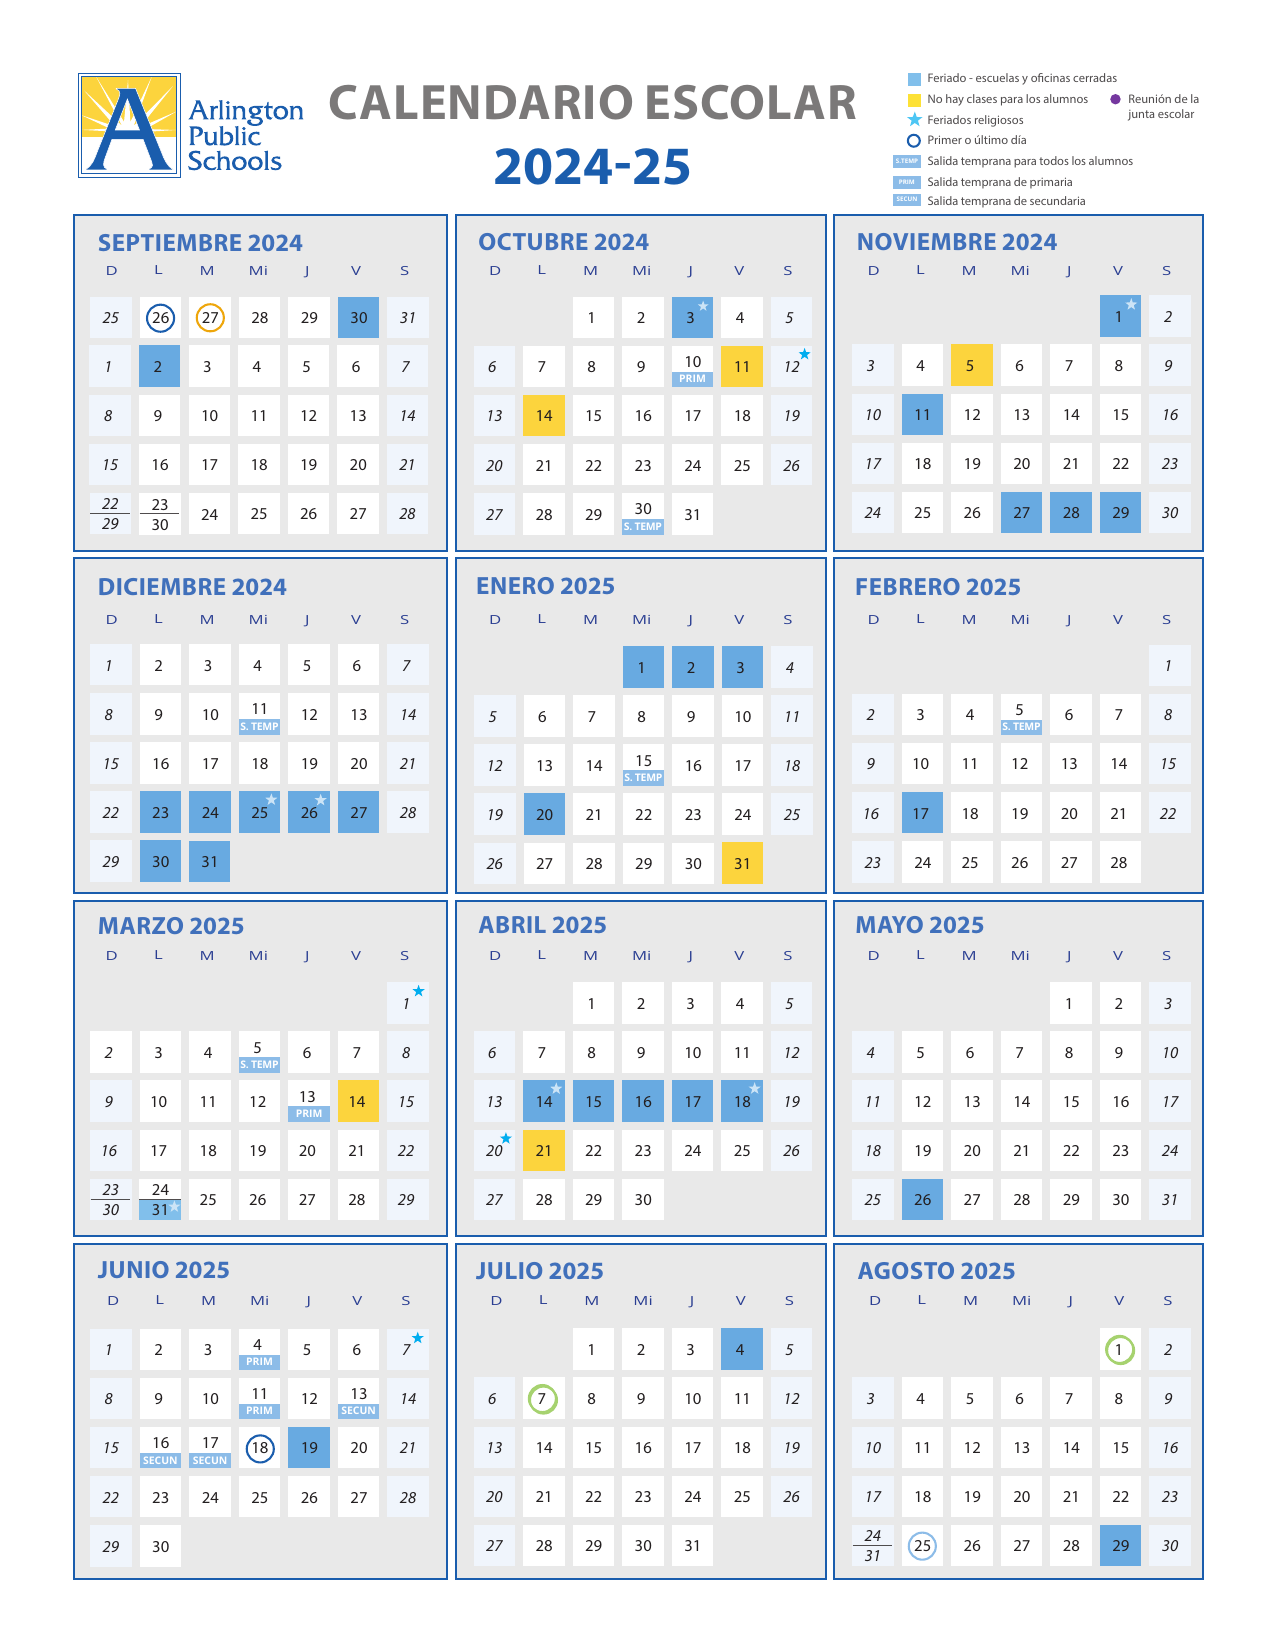 Arlington
Public
Schools
CALENDARIO ESCOLAR
2024-25
Feriado - escuelas y oficinas cerradas
No hay clases para los alumnos
Reunión de la
junta escolar
Feriados religiosos
Primer o último día
S.TEMP Salida temprana para todos los alumnos
PRIM Salida temprana de primaria
SECUN Salida temprana de secundaria
SEPTIEMBRE 2024
D L M Mi J V S
25 26 27 28 29 30 31
1 2 3 4 5 6 7
8 9 10 11 12 13 14
15 16 17 18 19 20 21
22 23 24 25 26 27 28
29 30
OCTUBRE 2024
D L M Mi J V S
1 2 3 4 5
6 7 8 9 10 11 12
PRIM
13 14 15 16 17 18 19
20 21 22 23 24 25 26
27 28 29 30 31
S. TEMP
NOVIEMBRE 2024
D L M Mi J V S
1 2
3 4 5 6 7 8 9
10 11 12 13 14 15 16
17 18 19 20 21 22 23
24 25 26 27 28 29 30
DICIEMBRE 2024
D L M Mi J V S
1 2 3 4 5 6 7
8 9 10 11 12 13 14
S. TEMP
15 16 17 18 19 20 21
22 23 24 25 26 27 28
29 30 31
ENERO 2025
D L M Mi J V S
1 2 3 4
5 6 7 8 9 10 11
12 13 14 15 16 17 18
S. TEMP
19 20 21 22 23 24 25
26 27 28 29 30 31
FEBRERO 2025
D L M Mi J V S
1
2 3 4 5 6 7 8
S. TEMP
9 10 11 12 13 14 15
16 17 18 19 20 21 22
23 24 25 26 27 28
MARZO 2025
D L M Mi J V S
1
2 3 4 5 6 7 8
S. TEMP
9 10 11 12 13 14 15
PRIM
16 17 18 19 20 21 22
23 24 25 26 27 28 29
30 31
ABRIL 2025
D L M Mi J V S
1 2 3 4 5
6 7 8 9 10 11 12
13 14 15 16 17 18 19
20 21 22 23 24 25 26
27 28 29 30
MAYO 2025
D L M Mi J V S
1 2 3
4 5 6 7 8 9 10
11 12 13 14 15 16 17
18 19 20 21 22 23 24
25 26 27 28 29 30 31
JUNIO 2025
D L M Mi J V S
1 2 3 4 5 6 7
PRIM
8 9 10 11 12 13 14
PRIM SECUN
15 16 17 18 19 20 21
SECUN SECUN
22 23 24 25 26 27 28
29 30
JULIO 2025
D L M Mi J V S
1 2 3 4 5
6 7 8 9 10 11 12
13 14 15 16 17 18 19
20 21 22 23 24 25 26
27 28 29 30 31
AGOSTO 2025
D L M Mi J V S
1 2
3 4 5 6 7 8 9
10 11 12 13 14 15 16
17 18 19 20 21 22 23
24 25 26 27 28 29 30
31